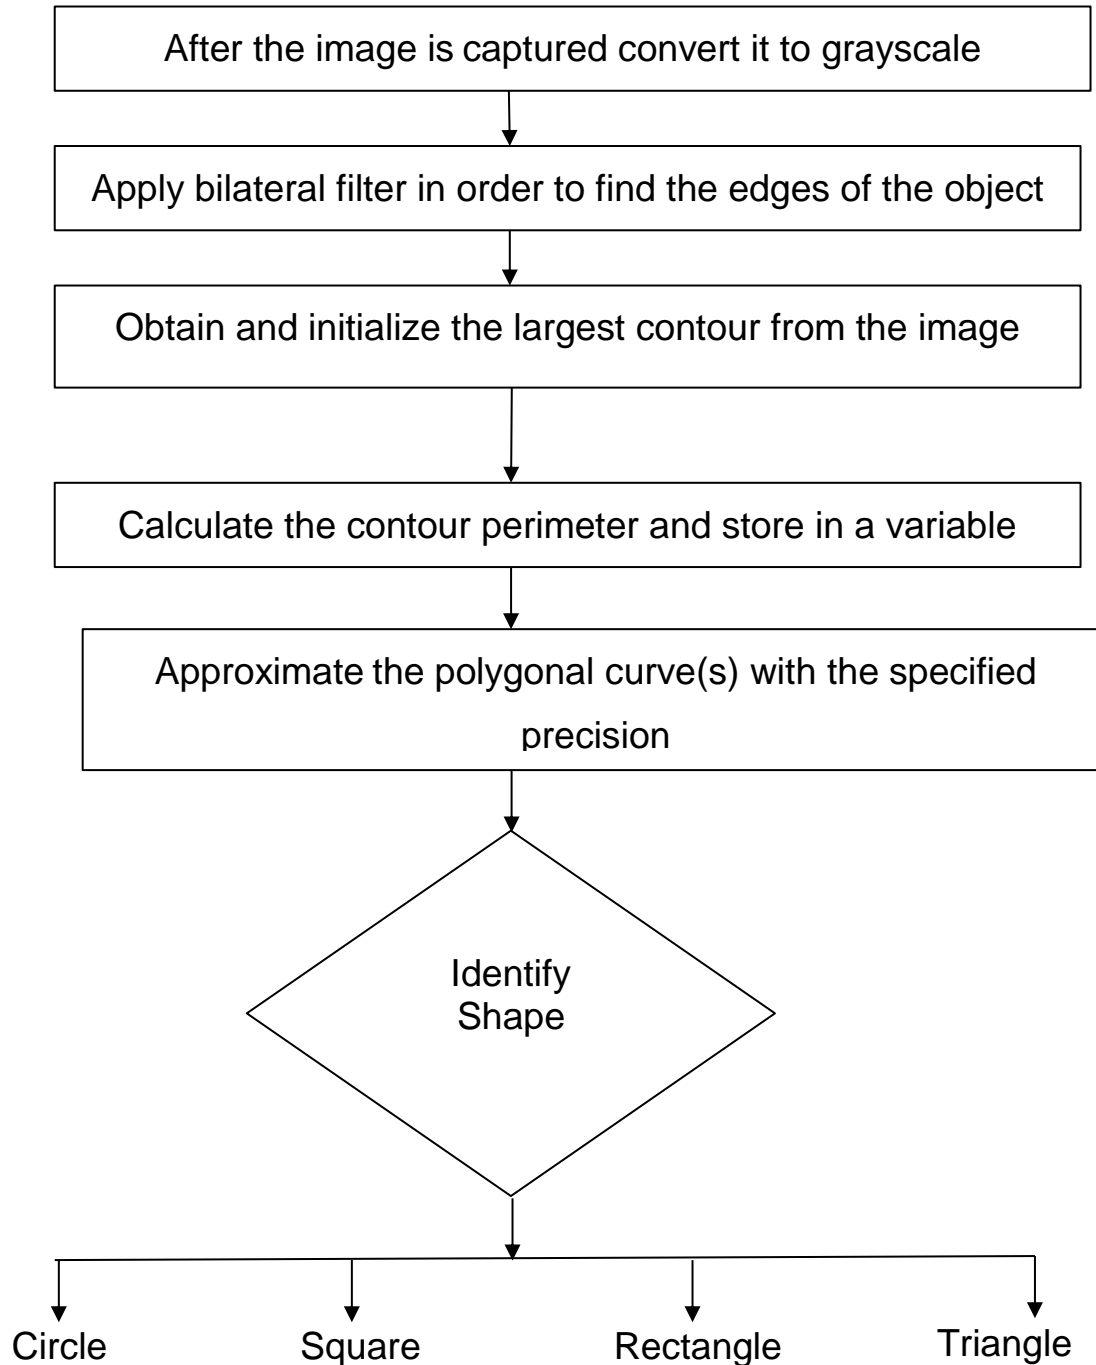 After the image is captured convert it to grayscale
Apply bilateral filter in order to find the edges of the object
Obtain and initialize the largest contour from the image
Calculate the contour perimeter and store in a variable
Approximate the polygonal curve(s) with the specified
precision
Identify
Shape
Circle
Square
Rectangle
Triangle